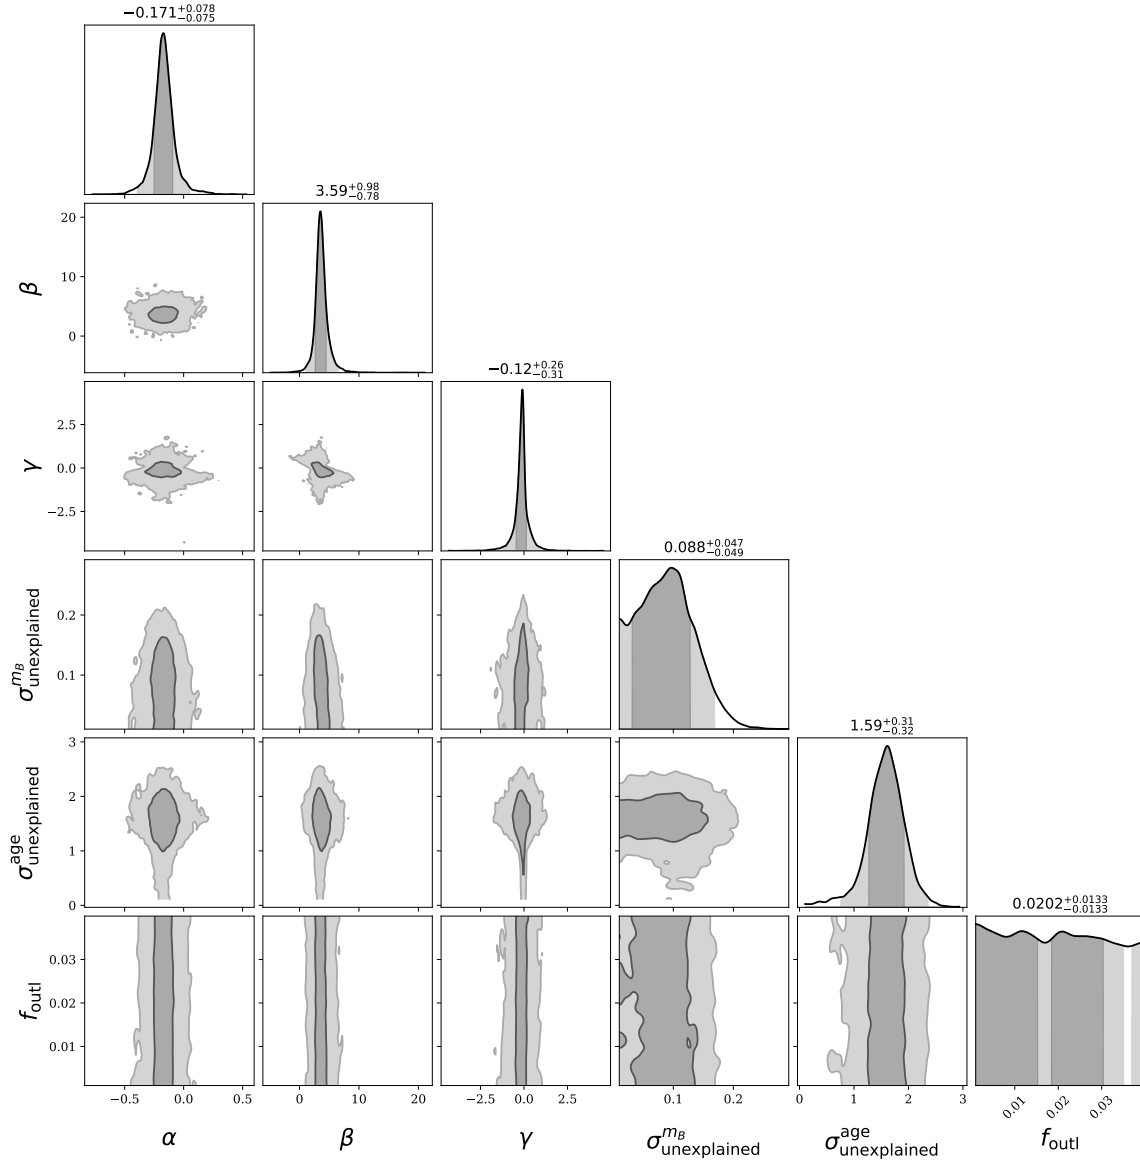 −0.171+0.078−0.075
3.59+0.98−0.78
20
10
0
β
−0.12+0.26−0.31
2.5
0.0
−2.5
γ
0.088+0.047−0.049
0.2
0.1
σm_B unexplained
1.59+0.31−0.32
3
2
1
0
σage unexplained
0.0202+0.0133−0.0133
0.03
0.02
0.01
f_outl
−0.5 0.0 0.5
0 10 20
−2.5 0.0 2.5
0.1 0.2
0 1 2 3
0.01 0.02 0.03
α β γ σm_B unexplained σage unexplained f_outl